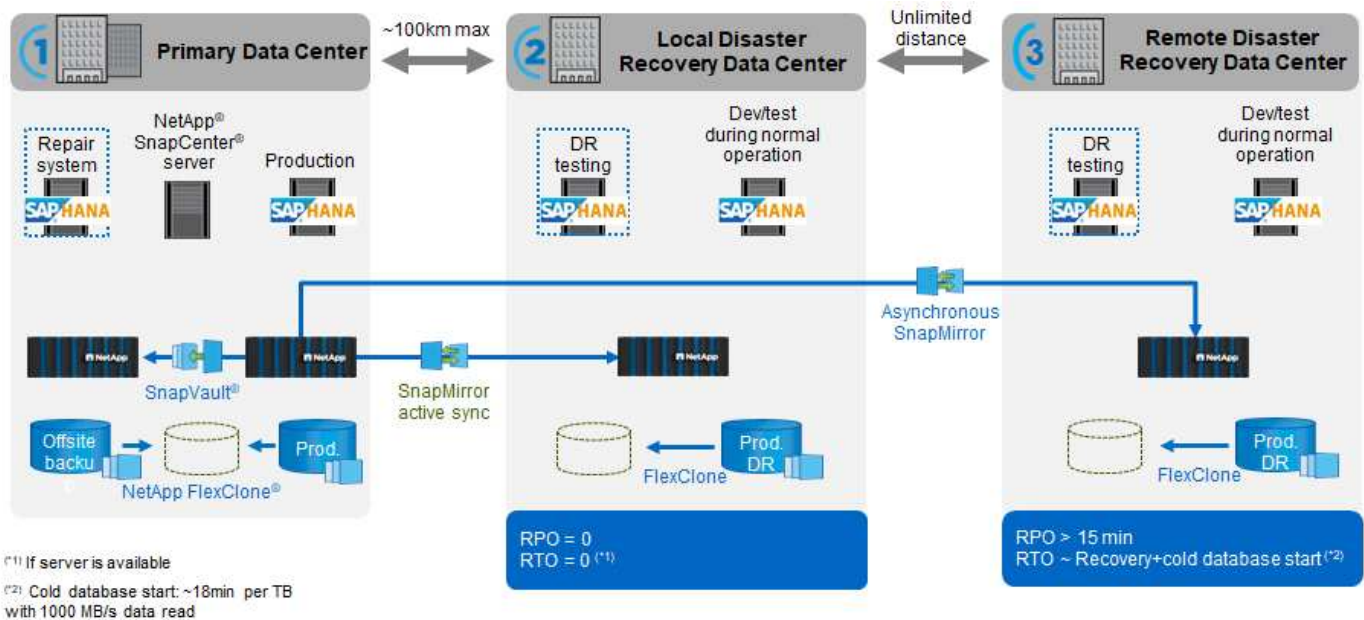 1
Primary Data Center
~100km max
2
Local Disaster
Recovery Data Center
Unlimited
distance
3
Remote Disaster
Recovery Data Center
Repair
system
SAP HANA
NetApp®
SnapCenter®
server
Production
SAP HANA
DR
testing
SAP HANA
Dev/test
during normal
operation
SAP HANA
DR
testing
SAP HANA
Dev/test
during normal
operation
SAP HANA
NetApp
SnapVault®
NetApp
SnapMirror
active sync
NetApp
Asynchronous
SnapMirror
NetApp
Offsite
backu
NetApp FlexClone®
Prod.
FlexClone
Prod.
DR
FlexClone
Prod.
DR
RPO = 0
RTO = 0 (*1)
RPO > 15 min
RTO ~ Recovery+cold database start (*2)
(*1) If server is available
(*2) Cold database start: ~18min per TB
with 1000 MB/s data read